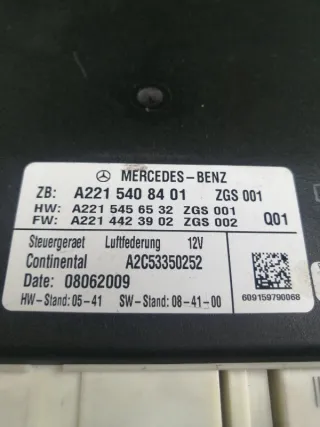 MERCEDES-BENZ
ZB: A221 540 84 01 ZGS 001
HW: A221 545 65 32 ZGS 001
FW: A221 442 39 02 ZGS 002 Q01
Steuergeraet Luftfederung 12V
Continental A2C53350252
Date: 08062009
HW-Stand: 05-41 SW-Stand: 08-41-00
609159790068